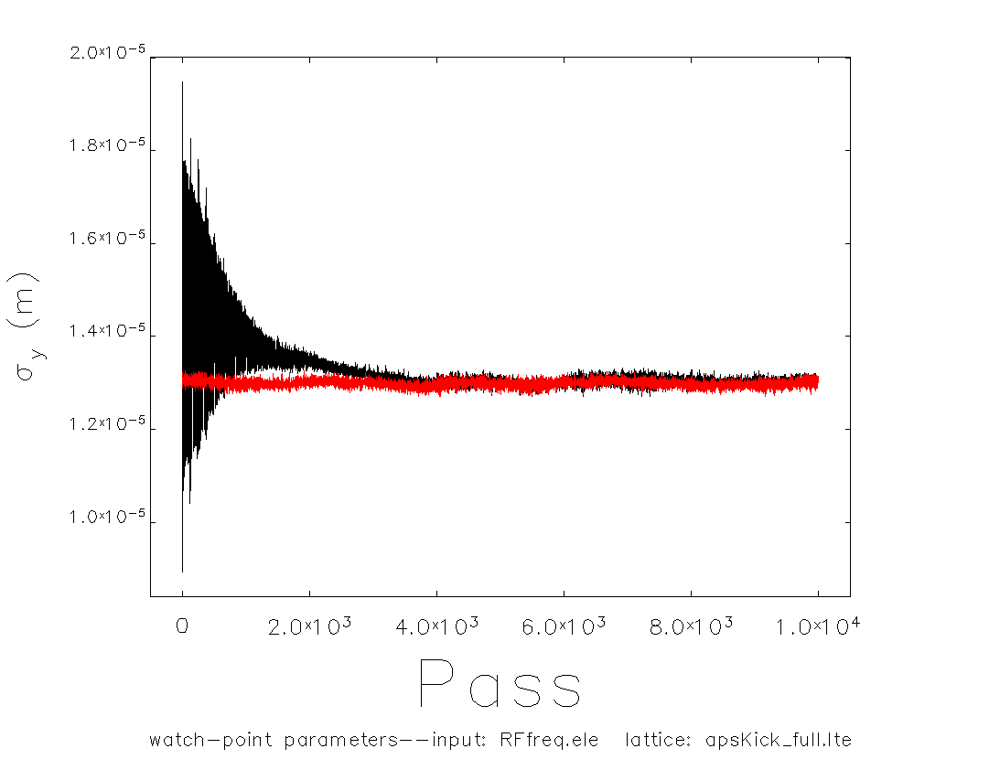 2.0×10⁻⁵
1.8×10⁻⁵
1.6×10⁻⁵
1.4×10⁻⁵
1.2×10⁻⁵
1.0×10⁻⁵
σ_y (m)
0 2.0×10³ 4.0×10³ 6.0×10³ 8.0×10³ 1.0×10⁴
Pass
watch-point parameters--input: RFfreq.ele lattice: apsKick_full.lte